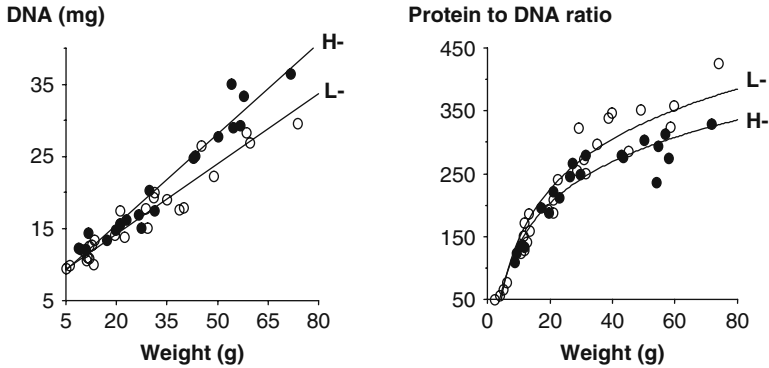 DNA (mg)
H-
L-
35
25
15
5
5 20 35 50 65 80
Weight (g)
Protein to DNA ratio
450
350
250
150
50
L-
H-
0 20 40 60 80
Weight (g)